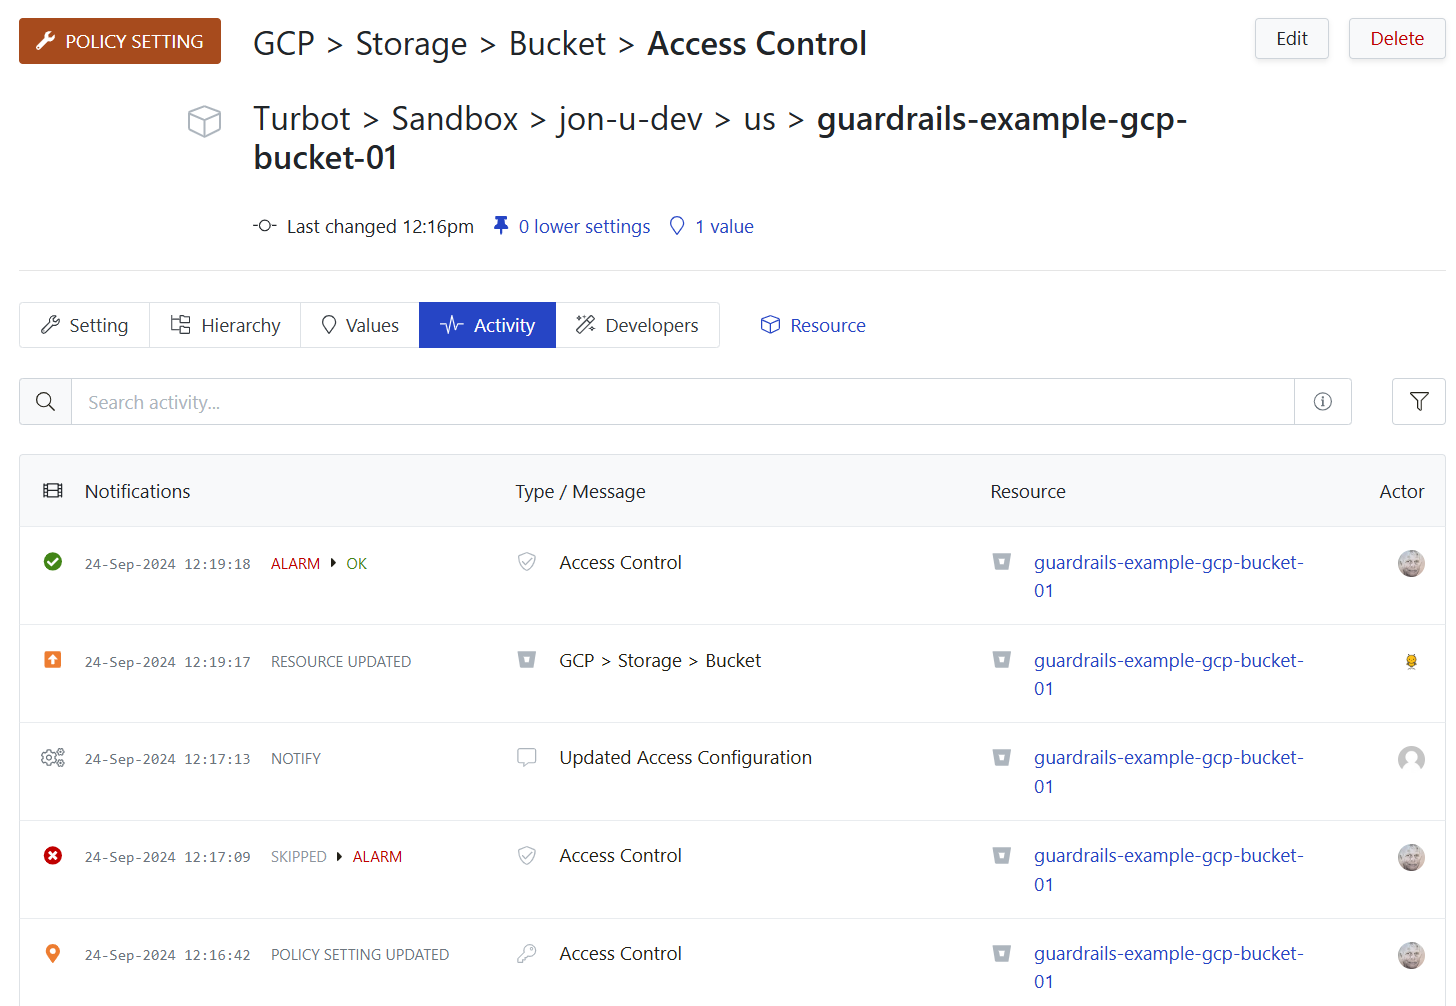 POLICY SETTING
GCP > Storage > Bucket > Access Control
Edit
Delete
Turbot > Sandbox > jon-u-dev > us > guardrails-example-gcp-
bucket-01
Last changed 12:16pm 0 lower settings 1 value
Setting Hierarchy Values Activity Developers Resource
Search activity...
Notifications Type / Message Resource Actor
24-Sep-2024 12:19:18 ALARM OK Access Control guardrails-example-gcp-bucket-
01
24-Sep-2024 12:19:17 RESOURCE UPDATED GCP > Storage > Bucket guardrails-example-gcp-bucket-
01
24-Sep-2024 12:17:13 NOTIFY Updated Access Configuration guardrails-example-gcp-bucket-
01
24-Sep-2024 12:17:09 SKIPPED ALARM Access Control guardrails-example-gcp-bucket-
01
24-Sep-2024 12:16:42 POLICY SETTING UPDATED Access Control guardrails-example-gcp-bucket-
01